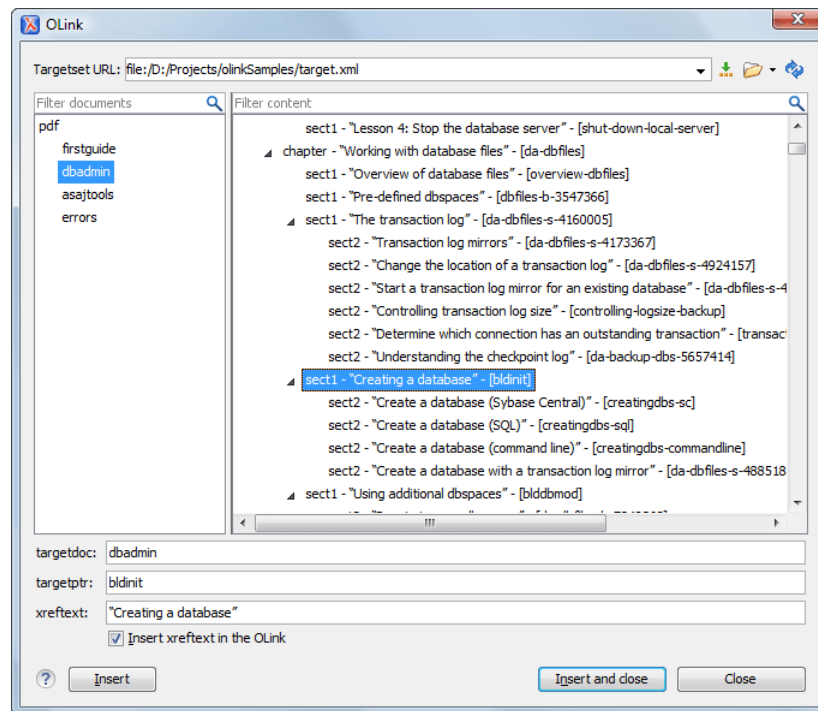 OLink
Targetset URL: file:/D:/Projects/olinkSamples/target.xml
Filter documents
Filter content
pdf
firstguide
dbadmin
asajtools
errors
sect1 - "Lesson 4: Stop the database server" - [shut-down-local-server]
chapter - "Working with database files" - [da-dbfiles]
sect1 - "Overview of database files" - [overview-dbfiles]
sect1 - "Pre-defined dbspaces" - [dbfiles-b-3547366]
sect1 - "The transaction log" - [da-dbfiles-s-4160005]
sect2 - "Transaction log mirrors" - [da-dbfiles-s-4173367]
sect2 - "Change the location of a transaction log" - [da-dbfiles-s-4924157]
sect2 - "Start a transaction log mirror for an existing database" - [da-dbfiles-s-4
sect2 - "Controlling transaction log size" - [controlling-logsize-backup]
sect2 - "Determine which connection has an outstanding transaction" - [transac
sect2 - "Understanding the checkpoint log" - [da-backup-dbs-5657414]
sect1 - "Creating a database" - [bldinit]
sect2 - "Create a database (Sybase Central)" - [creatingdbs-sc]
sect2 - "Create a database (SQL)" - [creatingdbs-sql]
sect2 - "Create a database (command line)" - [creatingdbs-commandline]
sect2 - "Create a database with a transaction log mirror" - [da-dbfiles-s-488518
sect1 - "Using additional dbspaces" - [blddbmod]
targetdoc: dbadmin
targetptr: bldinit
xreftext: "Creating a database"
Insert xreftext in the OLink
Insert
Insert and close
Close